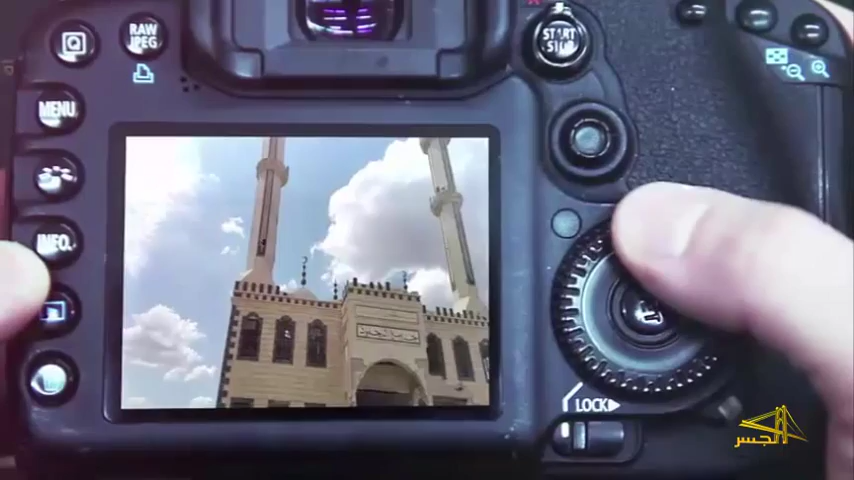 RAW
JPEG
Q
START
STOP
MENU
INFO.
LOCK
الجسر